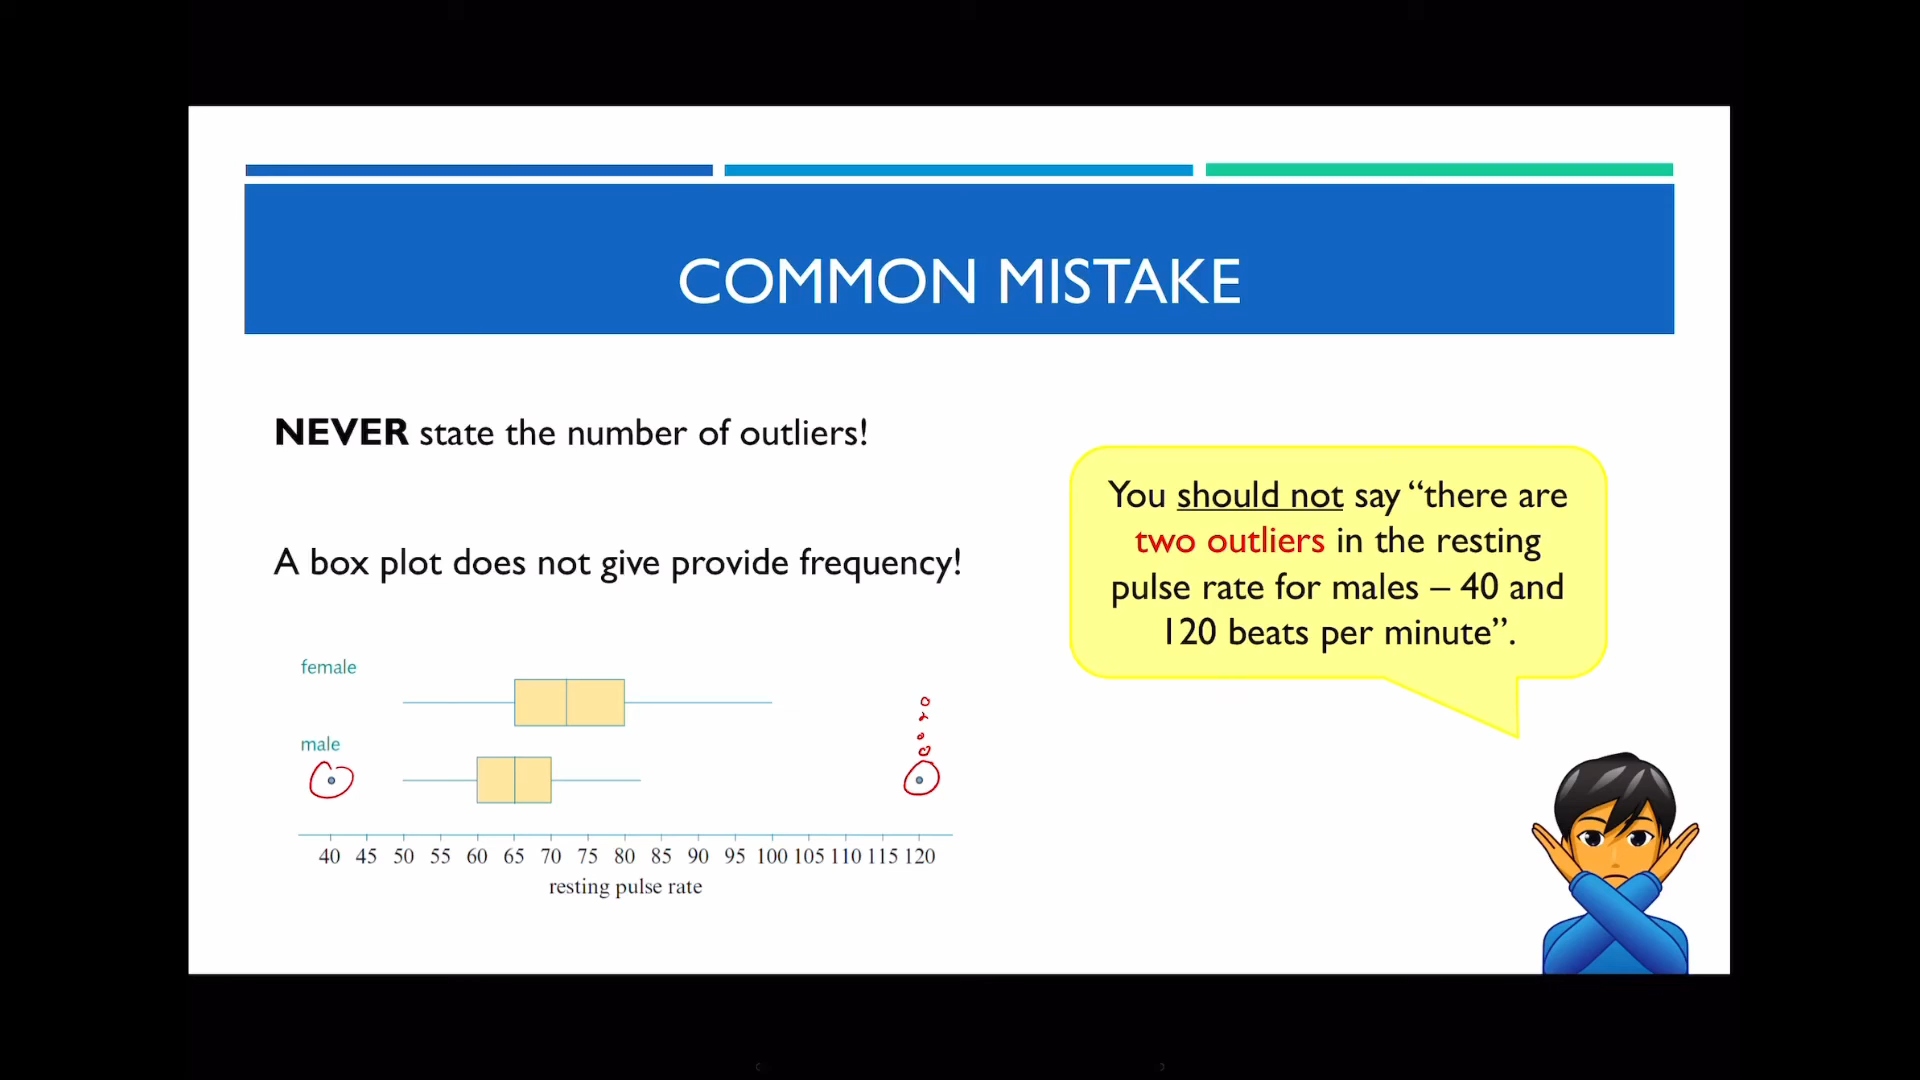 COMMON MISTAKE
NEVER state the number of outliers!
A box plot does not give provide frequency!
You should not say “there are
two outliers in the resting
pulse rate for males – 40 and
120 beats per minute”.
female
male
40 45 50 55 60 65 70 75 80 85 90 95 100 105 110 115 120
resting pulse rate